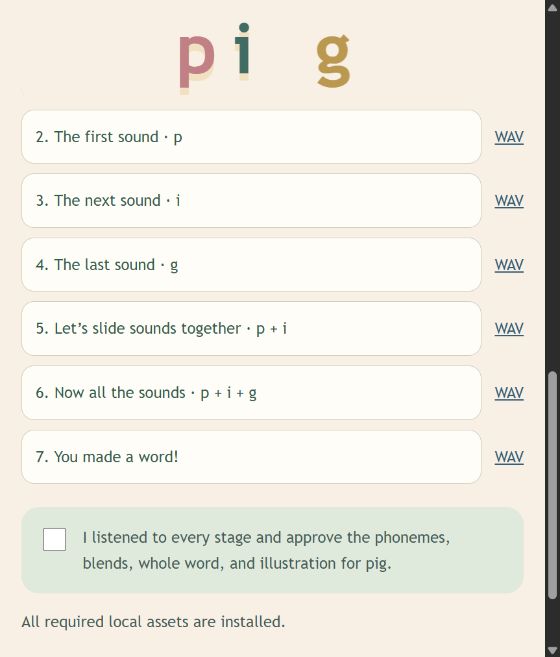 pi g
2. The first sound · p
WAV
3. The next sound · i
WAV
4. The last sound · g
WAV
5. Let’s slide sounds together · p + i
WAV
6. Now all the sounds · p + i + g
WAV
7. You made a word!
WAV
I listened to every stage and approve the phonemes,
blends, whole word, and illustration for pig.
All required local assets are installed.